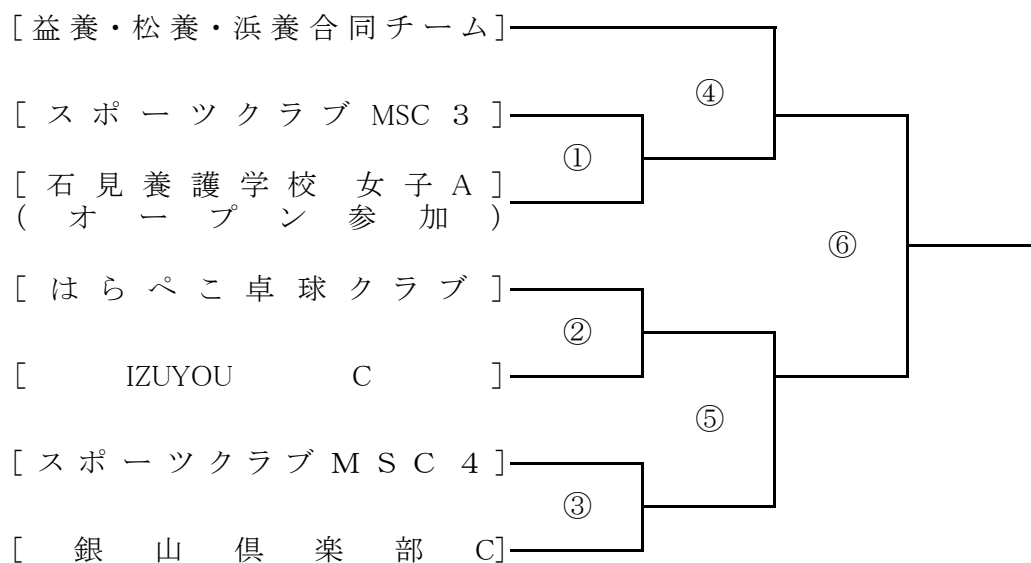 [益養・松養・浜養合同チーム]
④
[スポーツクラブ MSC 3]
①
[石見養護学校 女子A]
(オープン参加)
⑥
[はらぺこ卓球クラブ]
②
[IZUYOU C]
⑤
[スポーツクラブMSC4]
③
[銀山倶楽部 C]